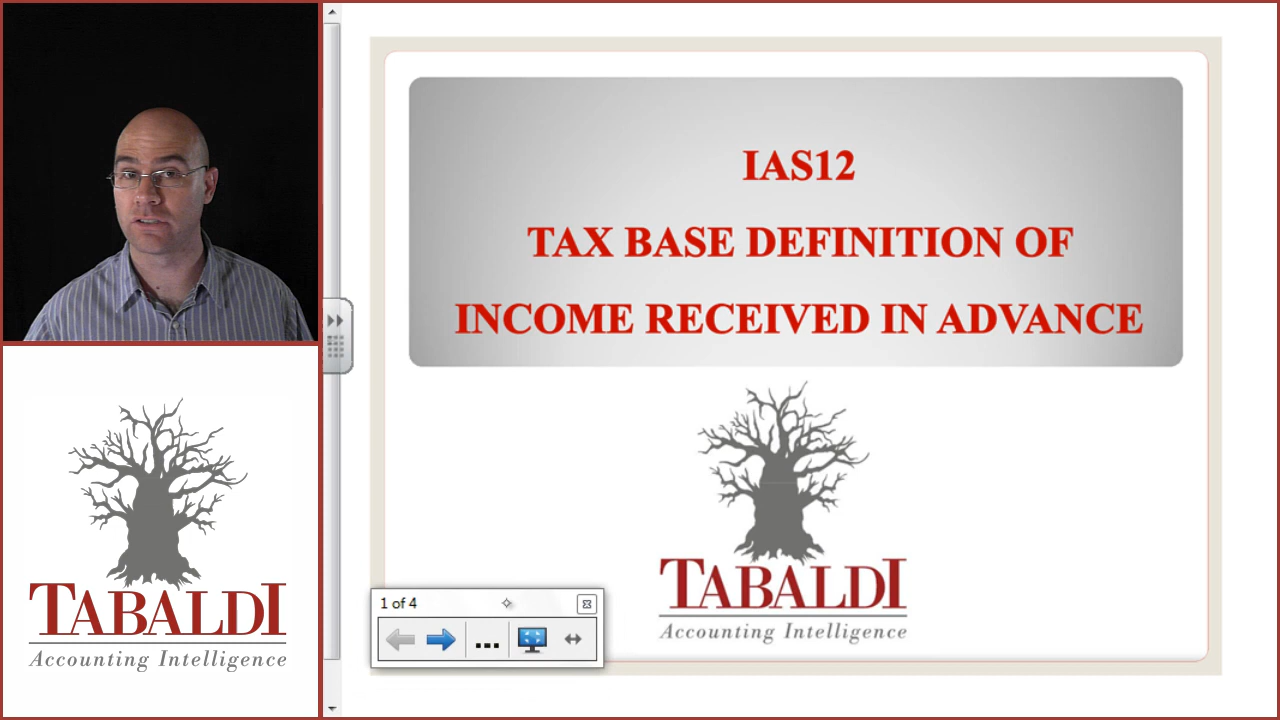 IAS12
TAX BASE DEFINITION OF
INCOME RECEIVED IN ADVANCE
TABALDI
Accounting Intelligence
1 of 4
TABALDI
Accounting Intelligence